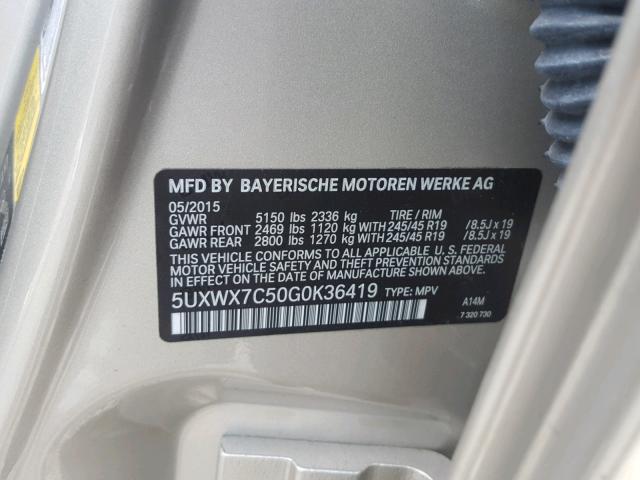 MFD BY BAYERISCHE MOTOREN WERKE AG
05/2015
GVWR 5150 lbs 2336 kg TIRE / RIM
GAWR FRONT 2469 lbs 1120 kg WITH 245/45 R19 /8.5J x 19
GAWR REAR 2800 lbs 1270 kg WITH 245/45 R19 /8.5J x 19
THIS VEHICLE CONFORMS TO ALL APPLICABLE U. S. FEDERAL
MOTOR VEHICLE SAFETY, BUMPER, AND THEFT PREVENTION
STANDARDS IN EFFECT ON THE DATE OF MANUFACTURE SHOWN ABOVE.
5UXWX7C50G0K36419 TYPE: MPV
A14M
7 320 730